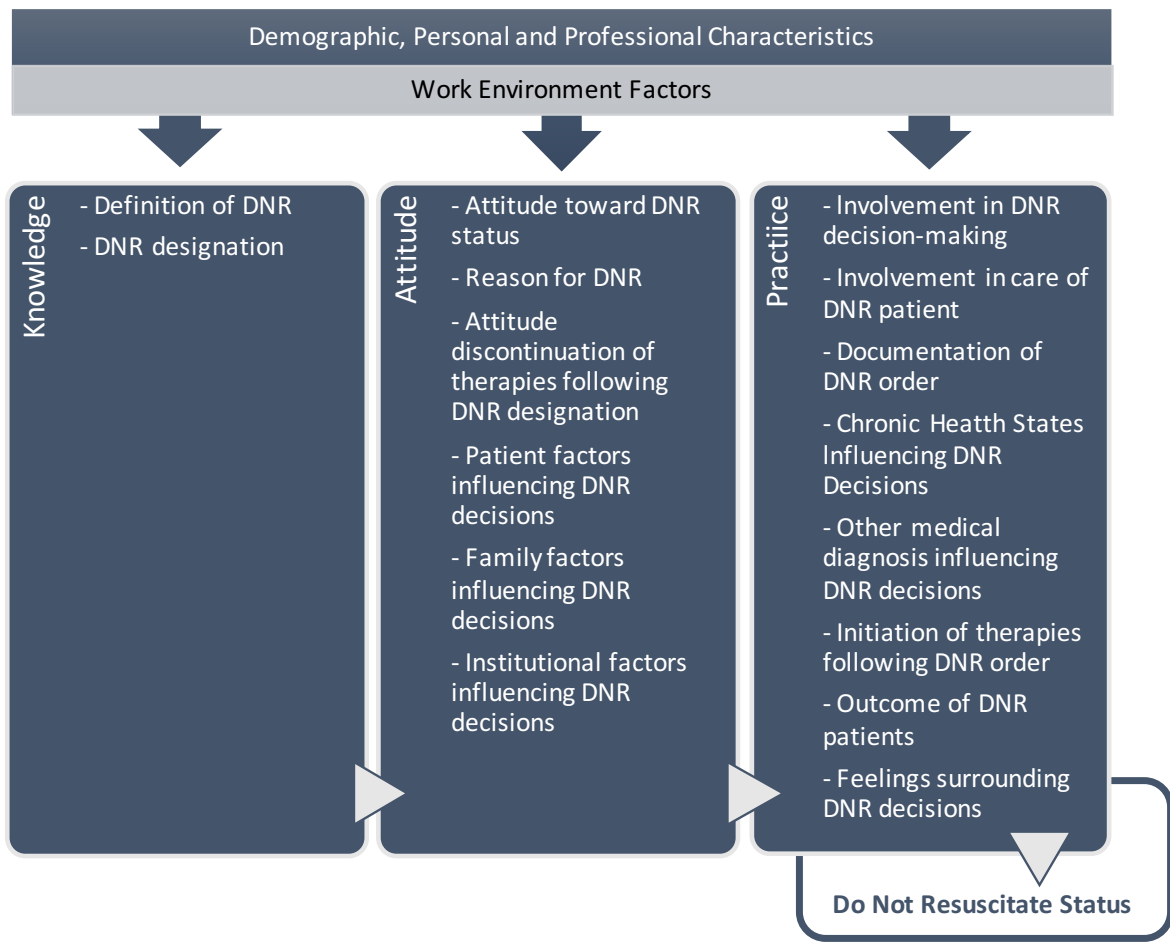 Demographic, Personal and Professional Characteristics
Work Environment Factors
Knowledge
- Definition of DNR
- DNR designation
Attitude
- Attitude toward DNR
status
- Reason for DNR
- Attitude
discontinuation of
therapies following
DNR designation
- Patient factors
influencing DNR
decisions
- Family factors
influencing DNR
decisions
- Institutional factors
influencing DNR
decisions
Practiice
- Involvement in DNR
decision-making
- Involvement in care of
DNR patient
- Documentation of
DNR order
- Chronic Heatth States
Influencing DNR
Decisions
- Other medical
diagnosis influencing
DNR decisions
- Initiation of therapies
following DNR order
- Outcome of DNR
patients
- Feelings surrounding
DNR decisions
Do Not Resuscitate Status